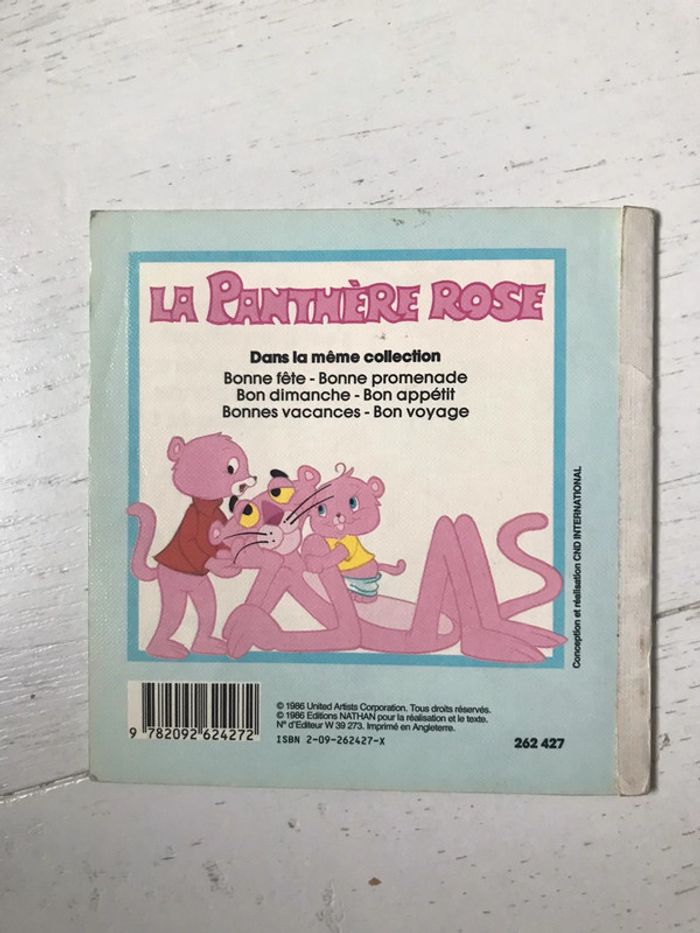 LA PANTHÈRE ROSE
Dans la même collection
Bonne fête - Bonne promenade
Bon dimanche - Bon appétit
Bonnes vacances - Bon voyage
Conception et réalisation CND INTERNATIONAL
9 782092 624272
© 1986 United Artists Corporation. Tous droits réservés.
© 1986 Editions NATHAN pour la réalisation et le texte.
N° d'Editeur W 39 273. Imprimé en Angleterre.
ISBN 2-09-262427-X
262 427